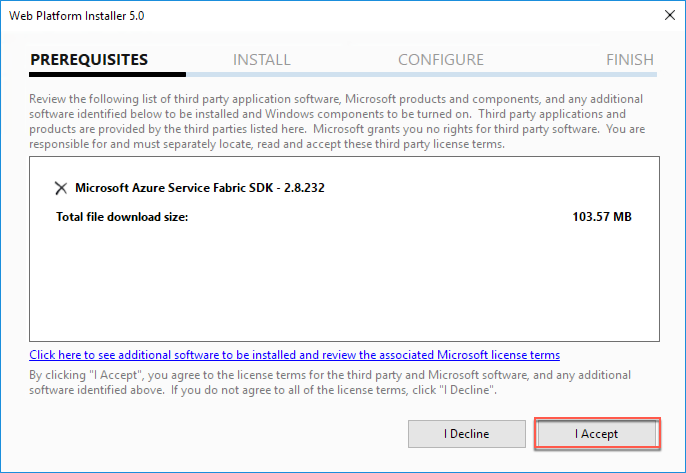 Web Platform Installer 5.0
PREREQUISITES INSTALL CONFIGURE FINISH
Review the following list of third party application software, Microsoft products and components, and any additional
software identified below to be installed and Windows components to be turned on.  Third party applications and
products are provided by the third parties listed here.  Microsoft grants you no rights for third party software.  You are
responsible for and must separately locate, read and accept these third party license terms.
Microsoft Azure Service Fabric SDK - 2.8.232
Total file download size: 103.57 MB
Click here to see additional software to be installed and review the associated Microsoft license terms
By clicking "I Accept", you agree to the license terms for the third party and Microsoft software, and any additional
software identified above.  If you do not agree to all of the license terms, click "I Decline".
I Decline I Accept